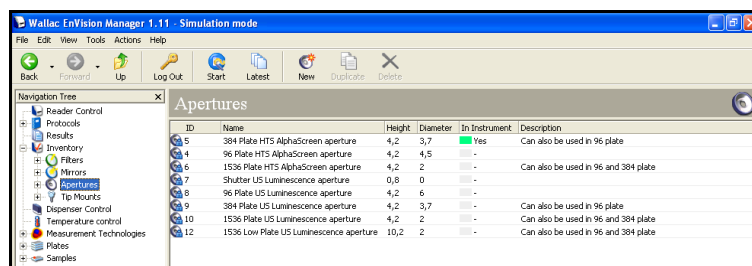 Wallac EnVision Manager 1.11 - Simulation mode
File Edit View Tools Actions Help
Back Forward Up Log Out Start Latest New Duplicate Delete
Navigation Tree
Reader Control
Protocols
Results
Inventory
Filters
Mirrors
Apertures
Tip Mounts
Dispenser Control
Temperature control
Measurement Technologies
Plates
Samples
Apertures
ID Name Height Diameter In Instrument Description
5 384 Plate HTS AlphaScreen aperture 4,2 3,7 Yes Can also be used in 96 plate
4 96 Plate HTS AlphaScreen aperture 4,2 4,5 -
6 1536 Plate HTS AlphaScreen aperture 4,2 2 - Can also be used in 96 and 384 plate
7 Shutter US Luminescence aperture 0,8 0 -
8 96 Plate US Luminescence aperture 4,2 6 -
9 384 Plate US Luminescence aperture 4,2 3,7 - Can also be used in 96 plate
10 1536 Plate US Luminescence aperture 4,2 2 - Can also be used in 96 and 384 plate
12 1536 Low Plate US Luminescence aperture 10,2 2 - Can also be used in 96 and 384 plate